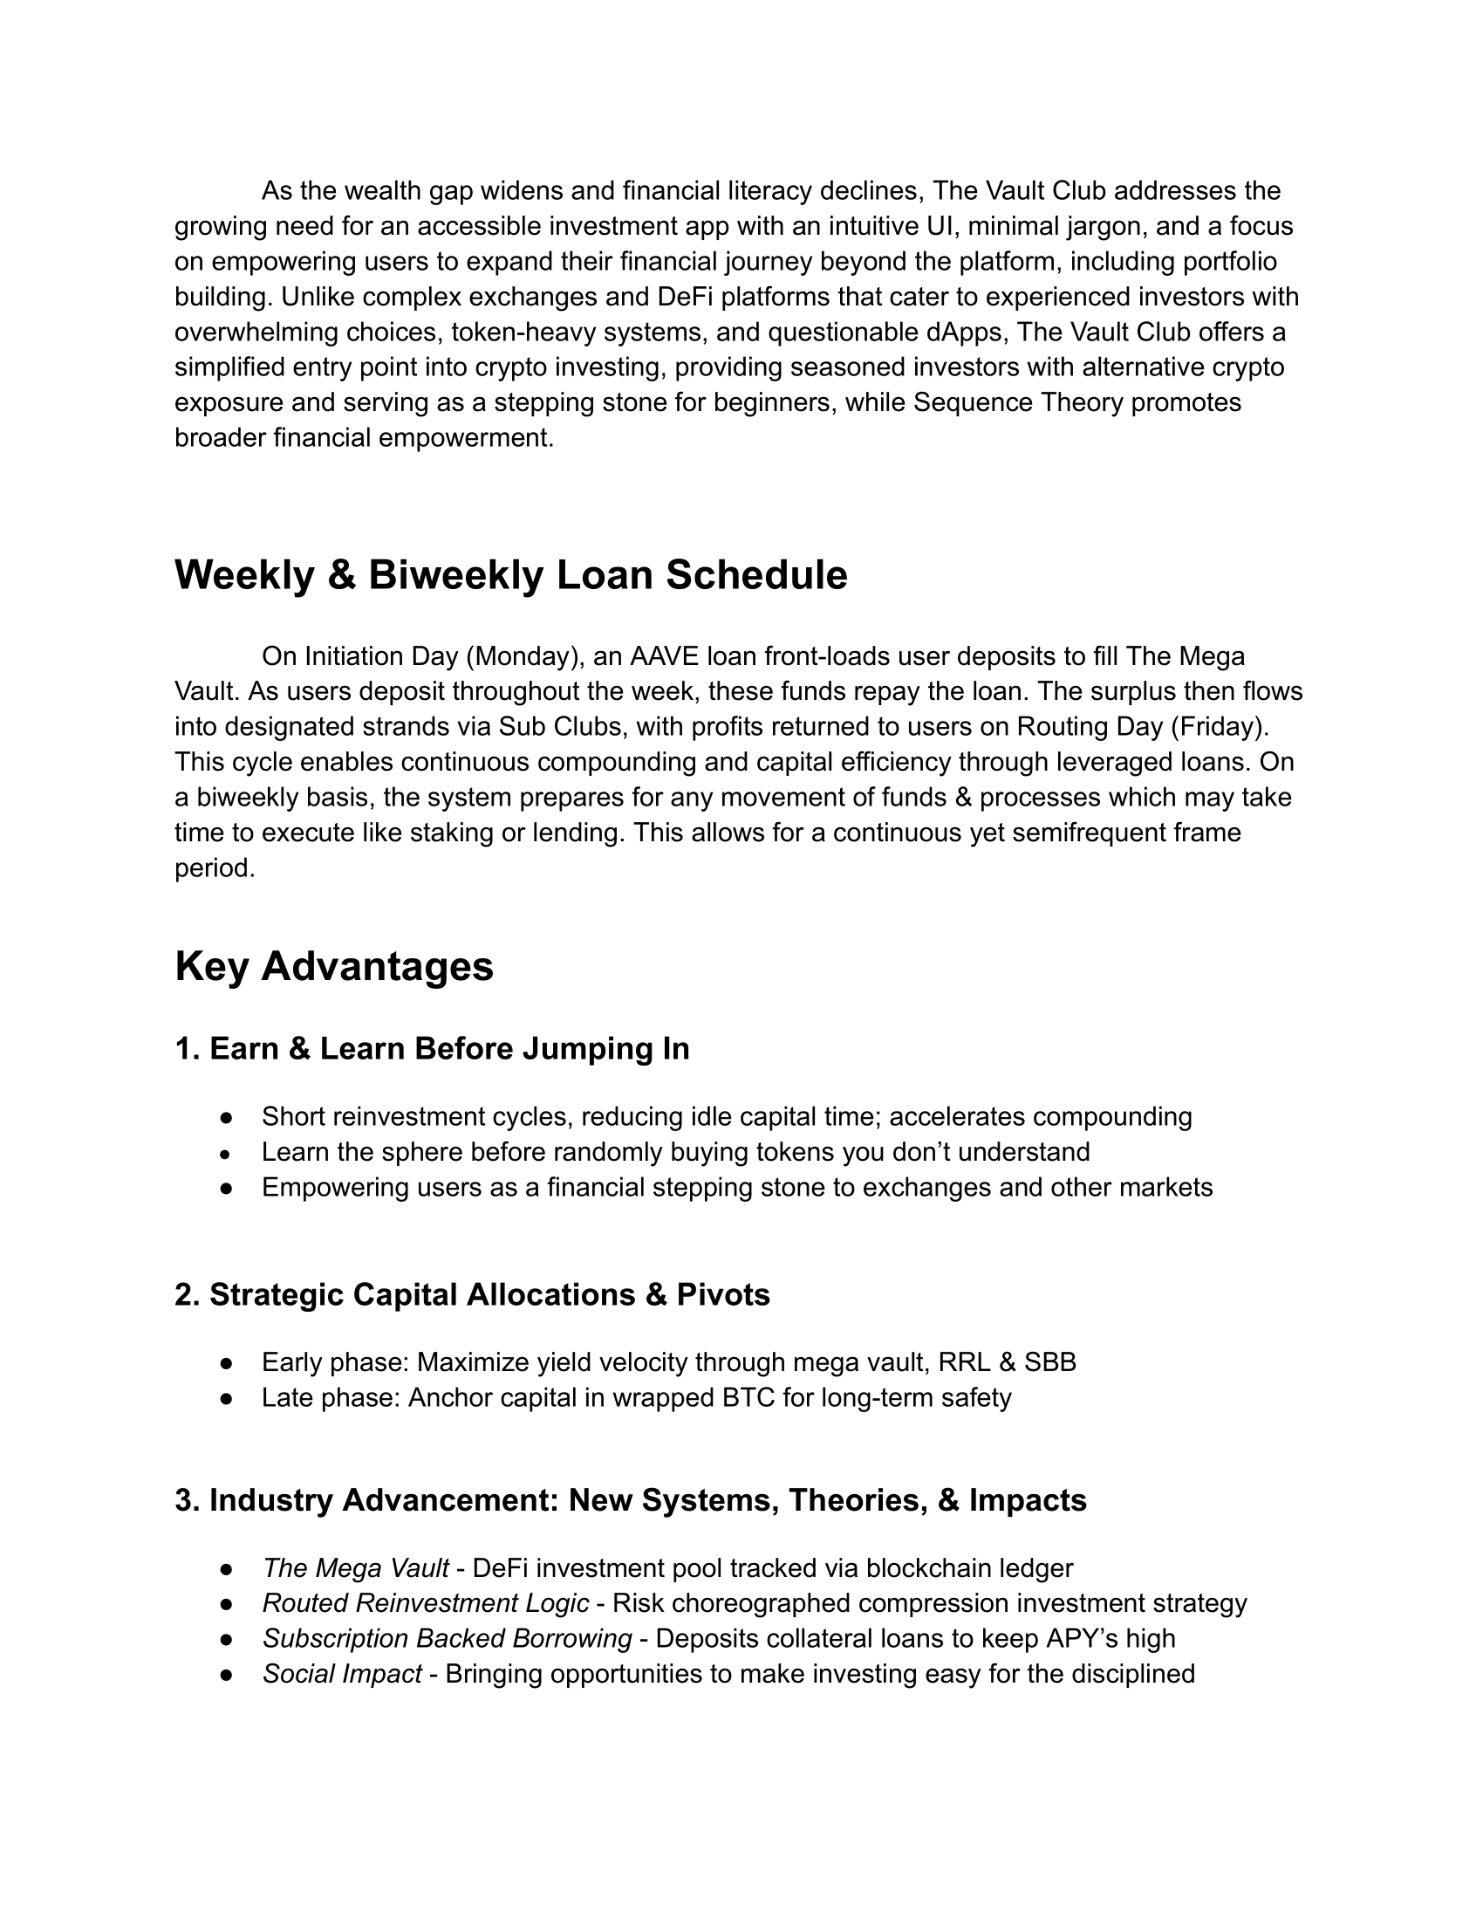 As the wealth gap widens and financial literacy declines, The Vault Club addresses the
growing need for an accessible investment app with an intuitive UI, minimal jargon, and a focus
on empowering users to expand their financial journey beyond the platform, including portfolio
building. Unlike complex exchanges and DeFi platforms that cater to experienced investors with
overwhelming choices, token-heavy systems, and questionable dApps, The Vault Club offers a
simplified entry point into crypto investing, providing seasoned investors with alternative crypto
exposure and serving as a stepping stone for beginners, while Sequence Theory promotes
broader financial empowerment.
Weekly & Biweekly Loan Schedule
On Initiation Day (Monday), an AAVE loan front-loads user deposits to fill The Mega
Vault. As users deposit throughout the week, these funds repay the loan. The surplus then flows
into designated strands via Sub Clubs, with profits returned to users on Routing Day (Friday).
This cycle enables continuous compounding and capital efficiency through leveraged loans. On
a biweekly basis, the system prepares for any movement of funds & processes which may take
time to execute like staking or lending. This allows for a continuous yet semifrequent frame
period.
Key Advantages
1. Earn & Learn Before Jumping In
● Short reinvestment cycles, reducing idle capital time; accelerates compounding
● Learn the sphere before randomly buying tokens you don’t understand
● Empowering users as a financial stepping stone to exchanges and other markets
2. Strategic Capital Allocations & Pivots
● Early phase: Maximize yield velocity through mega vault, RRL & SBB
● Late phase: Anchor capital in wrapped BTC for long-term safety
3. Industry Advancement: New Systems, Theories, & Impacts
● The Mega Vault - DeFi investment pool tracked via blockchain ledger
● Routed Reinvestment Logic - Risk choreographed compression investment strategy
● Subscription Backed Borrowing - Deposits collateral loans to keep APY’s high
● Social Impact - Bringing opportunities to make investing easy for the disciplined